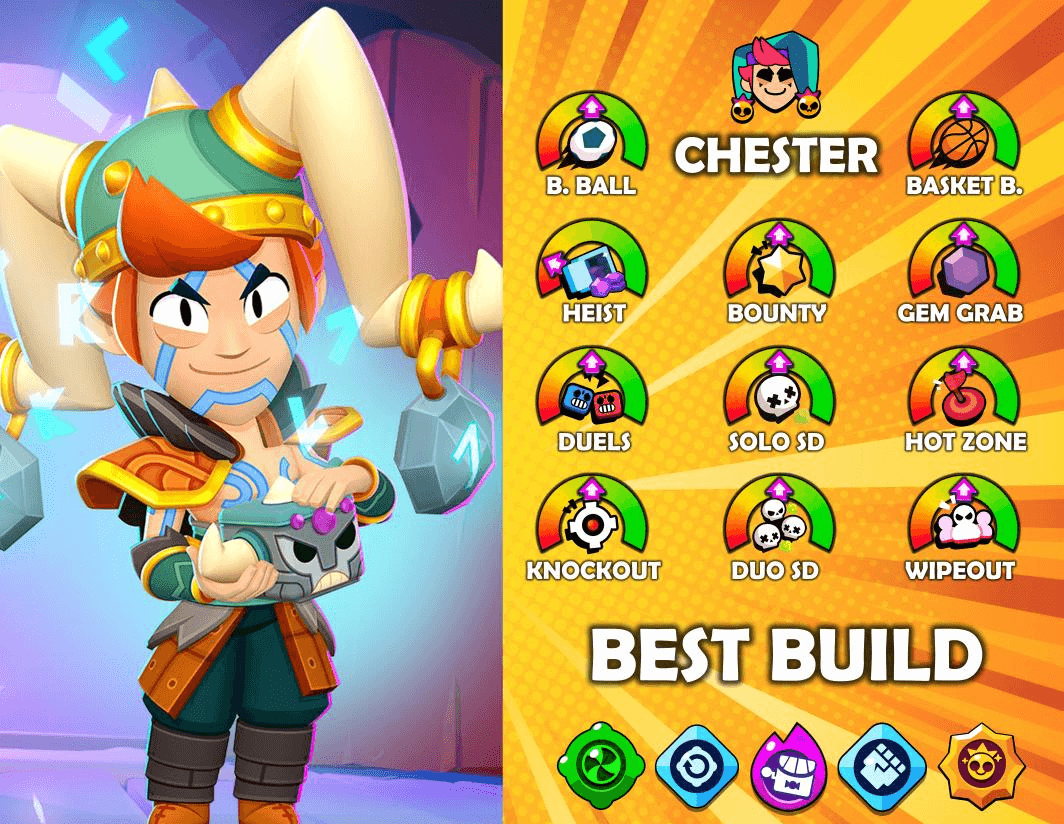 CHESTER
B. BALL
BASKET B.
HEIST
BOUNTY
GEM GRAB
DUELS
SOLO SD
HOT ZONE
KNOCKOUT
DUO SD
WIPEOUT
BEST BUILD